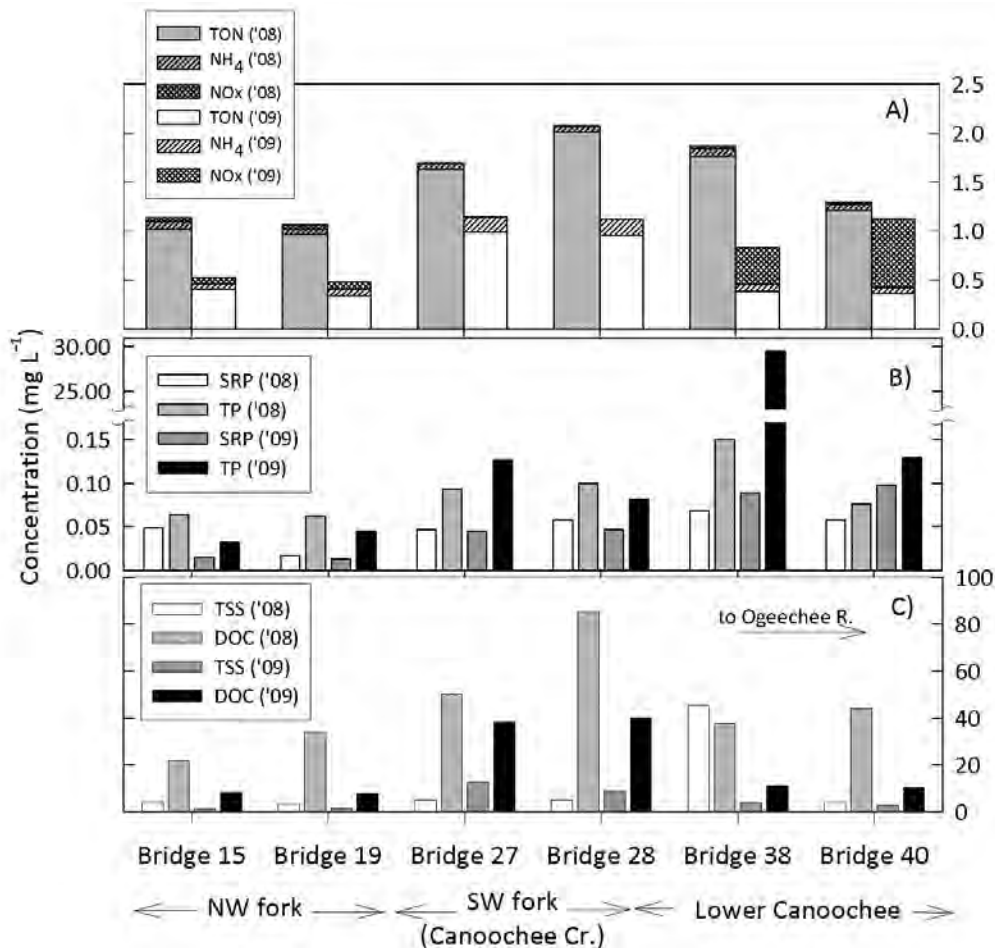 TON ('08)
NH4 ('08)
NOx ('08)
TON ('09)
NH4 ('09)
NOx ('09)
A)
2.5
2.0
1.5
1.0
0.5
0.0
Concentration (mg L⁻¹)
30.00
25.00
0.15
0.10
0.05
0.00
SRP ('08)
TP ('08)
SRP ('09)
TP ('09)
B)
TSS ('08)
DOC ('08)
TSS ('09)
DOC ('09)
C)
to Ogeechee R.
100
80
60
40
20
0
Bridge 15 Bridge 19 Bridge 27 Bridge 28 Bridge 38 Bridge 40
NW fork SW fork Lower Canoochee
(Canoochee Cr.)